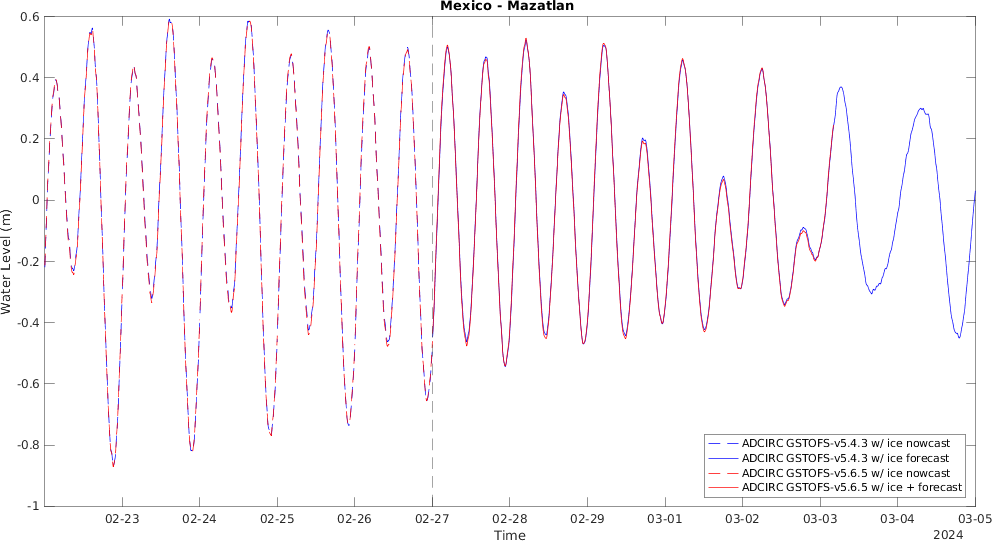 Mexico - Mazatlan
0.6
0.4
0.2
0
-0.2
-0.4
-0.6
-0.8
-1
Water Level (m)
02-23 02-24 02-25 02-26 02-27 02-28 02-29 03-01 03-02 03-03 03-04 03-05
Time
2024
ADCIRC GSTOFS-v5.4.3 w/ ice nowcast
ADCIRC GSTOFS-v5.4.3 w/ ice forecast
ADCIRC GSTOFS-v5.6.5 w/ ice nowcast
ADCIRC GSTOFS-v5.6.5 w/ ice + forecast